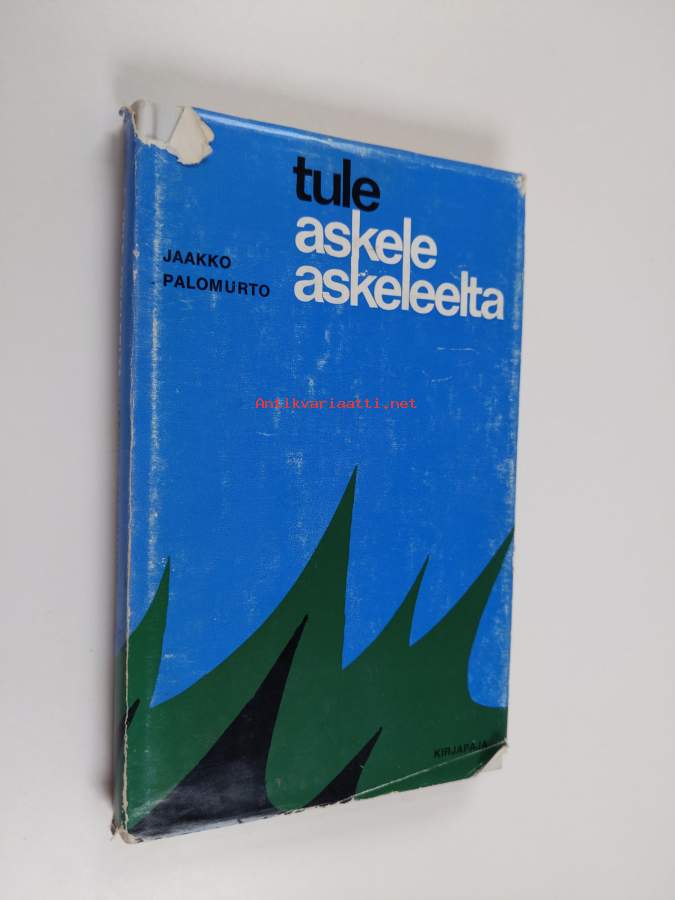 tule
askele
askeleelta
JAAKKO
PALOMURTO
Antikvariaatti.net
KIRJAPAJA